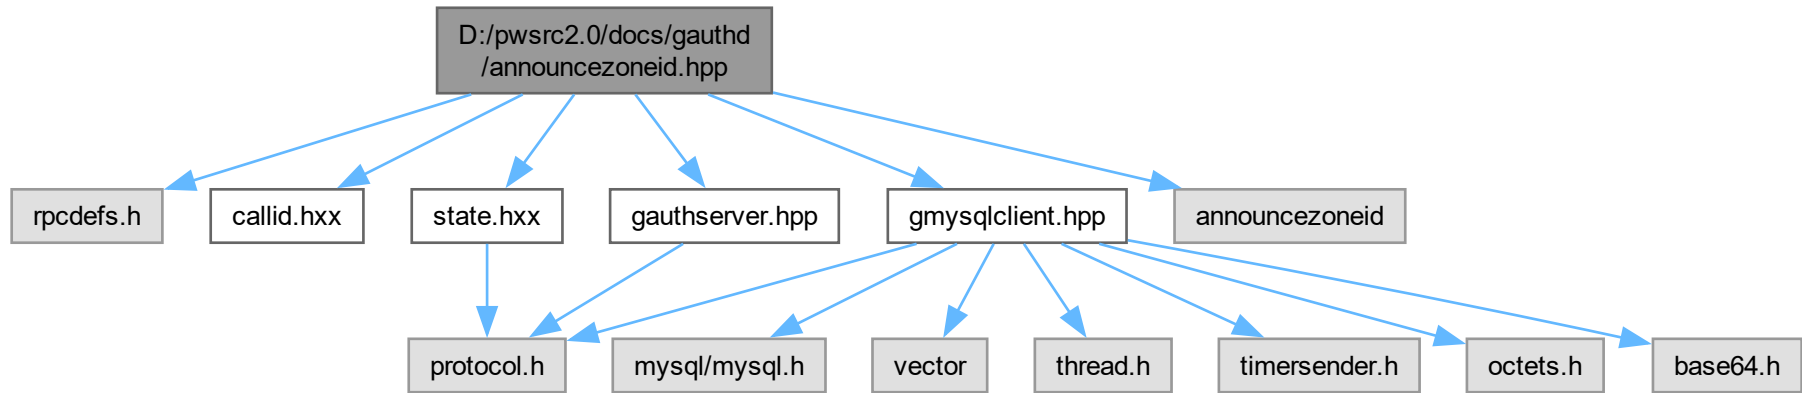 D:/pwsrc2.0/docs/gauthd
/announcezoneid.hpp
rpcdefs.h
callid.hxx
state.hxx
gauthserver.hpp
gmysqlclient.hpp
announcezoneid
protocol.h
mysql/mysql.h
vector
thread.h
timersender.h
octets.h
base64.h